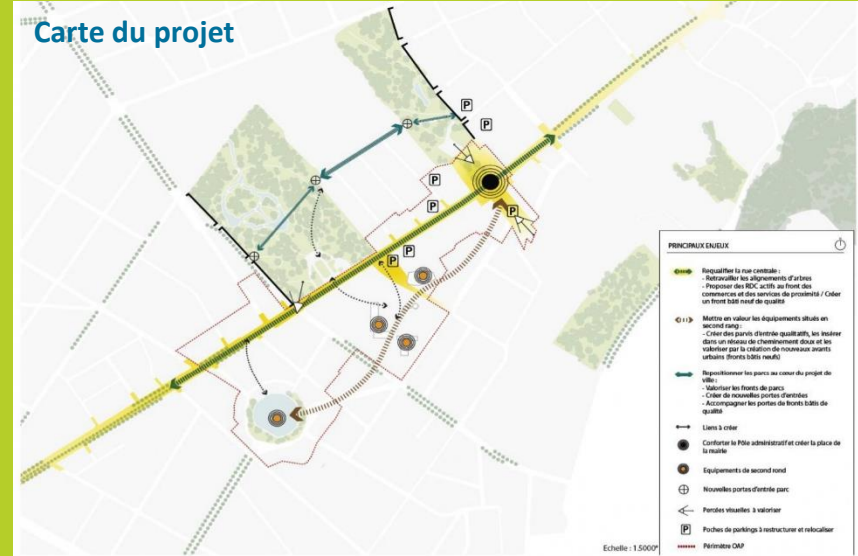 Carte du projet
P
P
P
P
P
P
P
PRINCIPAUX ENJEUX
Requalifier la rue centrale :
- Retravailler les alignements d'arbres
- Proposer des RDC actifs au front des
commerces et des services de proximité / Créer
un front bâti neuf de qualité
Mettre en valeur les équipements situés en
second rang :
- Créer des parvis d'entrée qualitatifs, les insérer
dans un réseau de cheminement doux et les
valoriser par la création de nouveaux avants
urbains (fronts bâtis neufs)
Repositionner les parcs au cœur du projet de
ville :
- Valoriser les fronts de parcs
- Créer de nouvelles portes d'entrées
- Accompagner les portes de fronts bâtis de
qualité
Liens à créer
Conforter le Pôle administratif et créer la place de
la mairie
Equipements de second rond
Nouvelles portes d'entrée parc
Percées visuelles à valoriser
P Poches de parkings à restructurer et relocaliser
Périmètre OAP
Echelle : 1.5000°